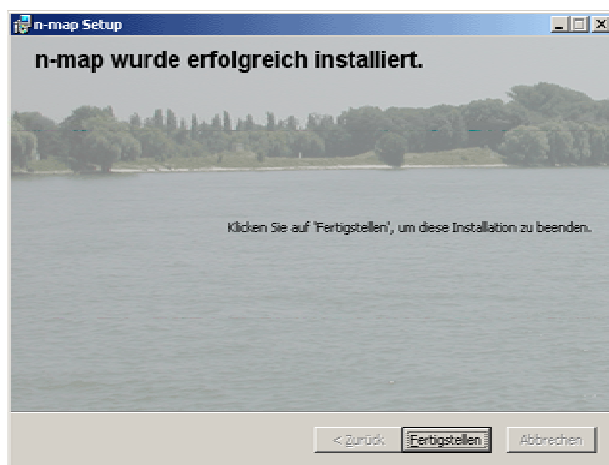 n-map Setup
n-map wurde erfolgreich installiert.
Klicken Sie auf 'Fertigstellen', um diese Installation zu beenden.
< Zurück Fertigstellen Abbrechen